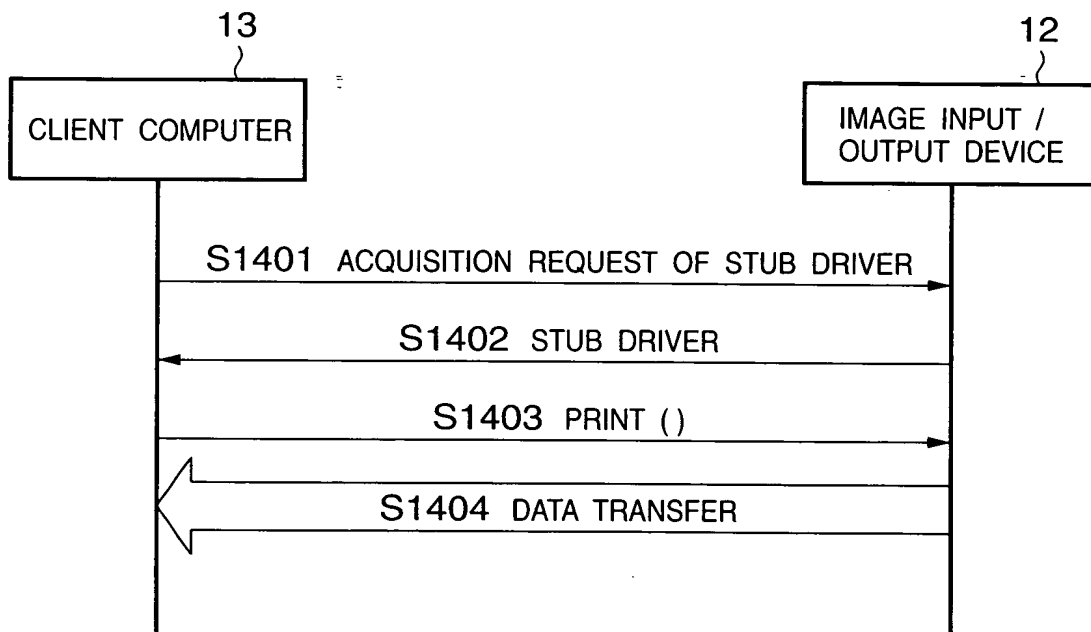 13
12
CLIENT COMPUTER
IMAGE INPUT /
OUTPUT DEVICE
S1401 ACQUISITION REQUEST OF STUB DRIVER
S1402 STUB DRIVER
S1403 PRINT ()
S1404 DATA TRANSFER